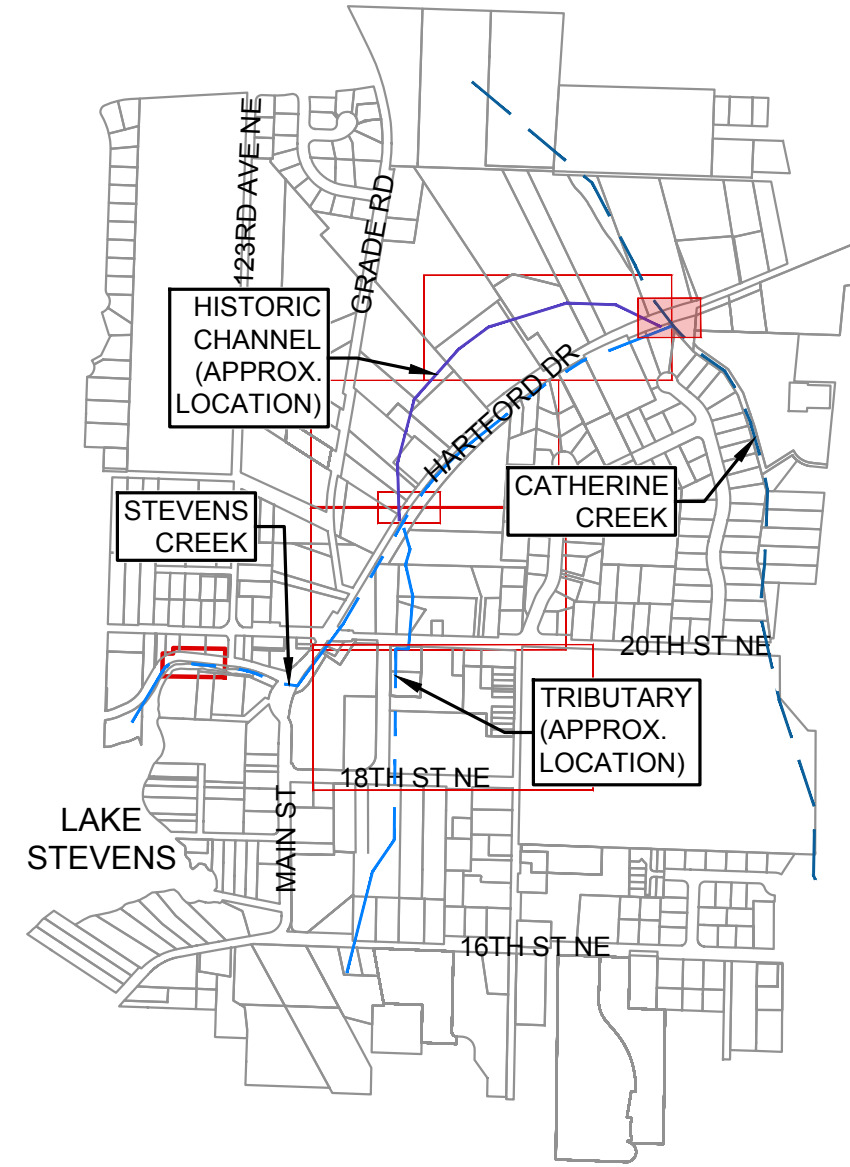 123RD AVE NE
GRADE RD
HISTORIC
CHANNEL
(APPROX.
LOCATION)
HARTFORD DR
CATHERINE
CREEK
STEVENS
CREEK
20TH ST NE
TRIBUTARY
(APPROX.
LOCATION)
18TH ST NE
MAIN ST
LAKE
STEVENS
16TH ST NE